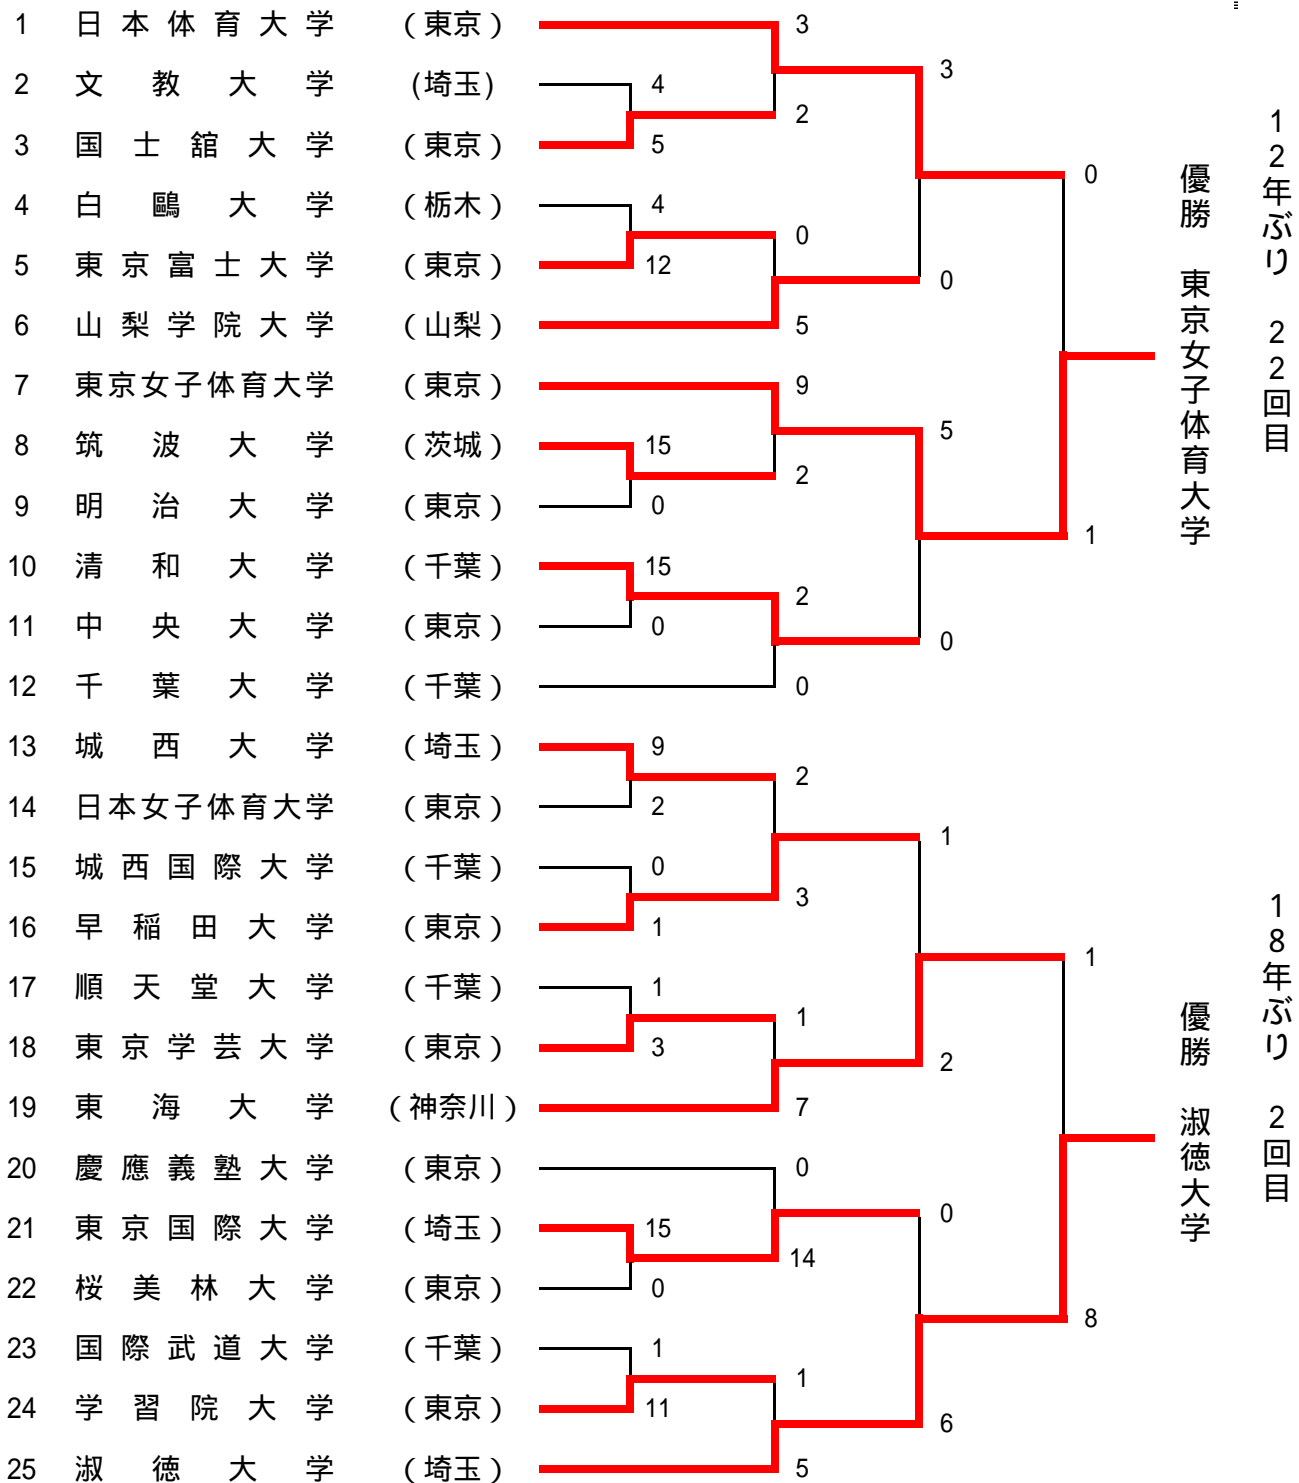 1 日本体育大学 (東京) 3
3
2 文教大学 (埼玉) 4
2
3 国士舘大学 (東京) 5
0
4 白鷗大学 (栃木) 4
0
5 東京富士大学 (東京) 12
0
6 山梨学院大学 (山梨) 5
7 東京女子体育大学 (東京) 9
5
8 筑波大学 (茨城) 15
2
9 明治大学 (東京) 0
1
10 清和大学 (千葉) 15
2
11 中央大学 (東京) 0
0
12 千葉大学 (千葉) 0
優勝 東京女子体育大学
12年ぶり 22回目
13 城西大学 (埼玉) 9
2
14 日本女子体育大学 (東京) 2
1
15 城西国際大学 (千葉) 0
3
16 早稲田大学 (東京) 1
1
17 順天堂大学 (千葉) 1
1
18 東京学芸大学 (東京) 3
2
19 東海大学 (神奈川) 7
20 慶應義塾大学 (東京) 0
0
21 東京国際大学 (埼玉) 15
14
22 桜美林大学 (東京) 0
8
23 国際武道大学 (千葉) 1
1
24 学習院大学 (東京) 11
6
25 淑徳大学 (埼玉) 5
優勝 淑徳大学
18年ぶり 2回目